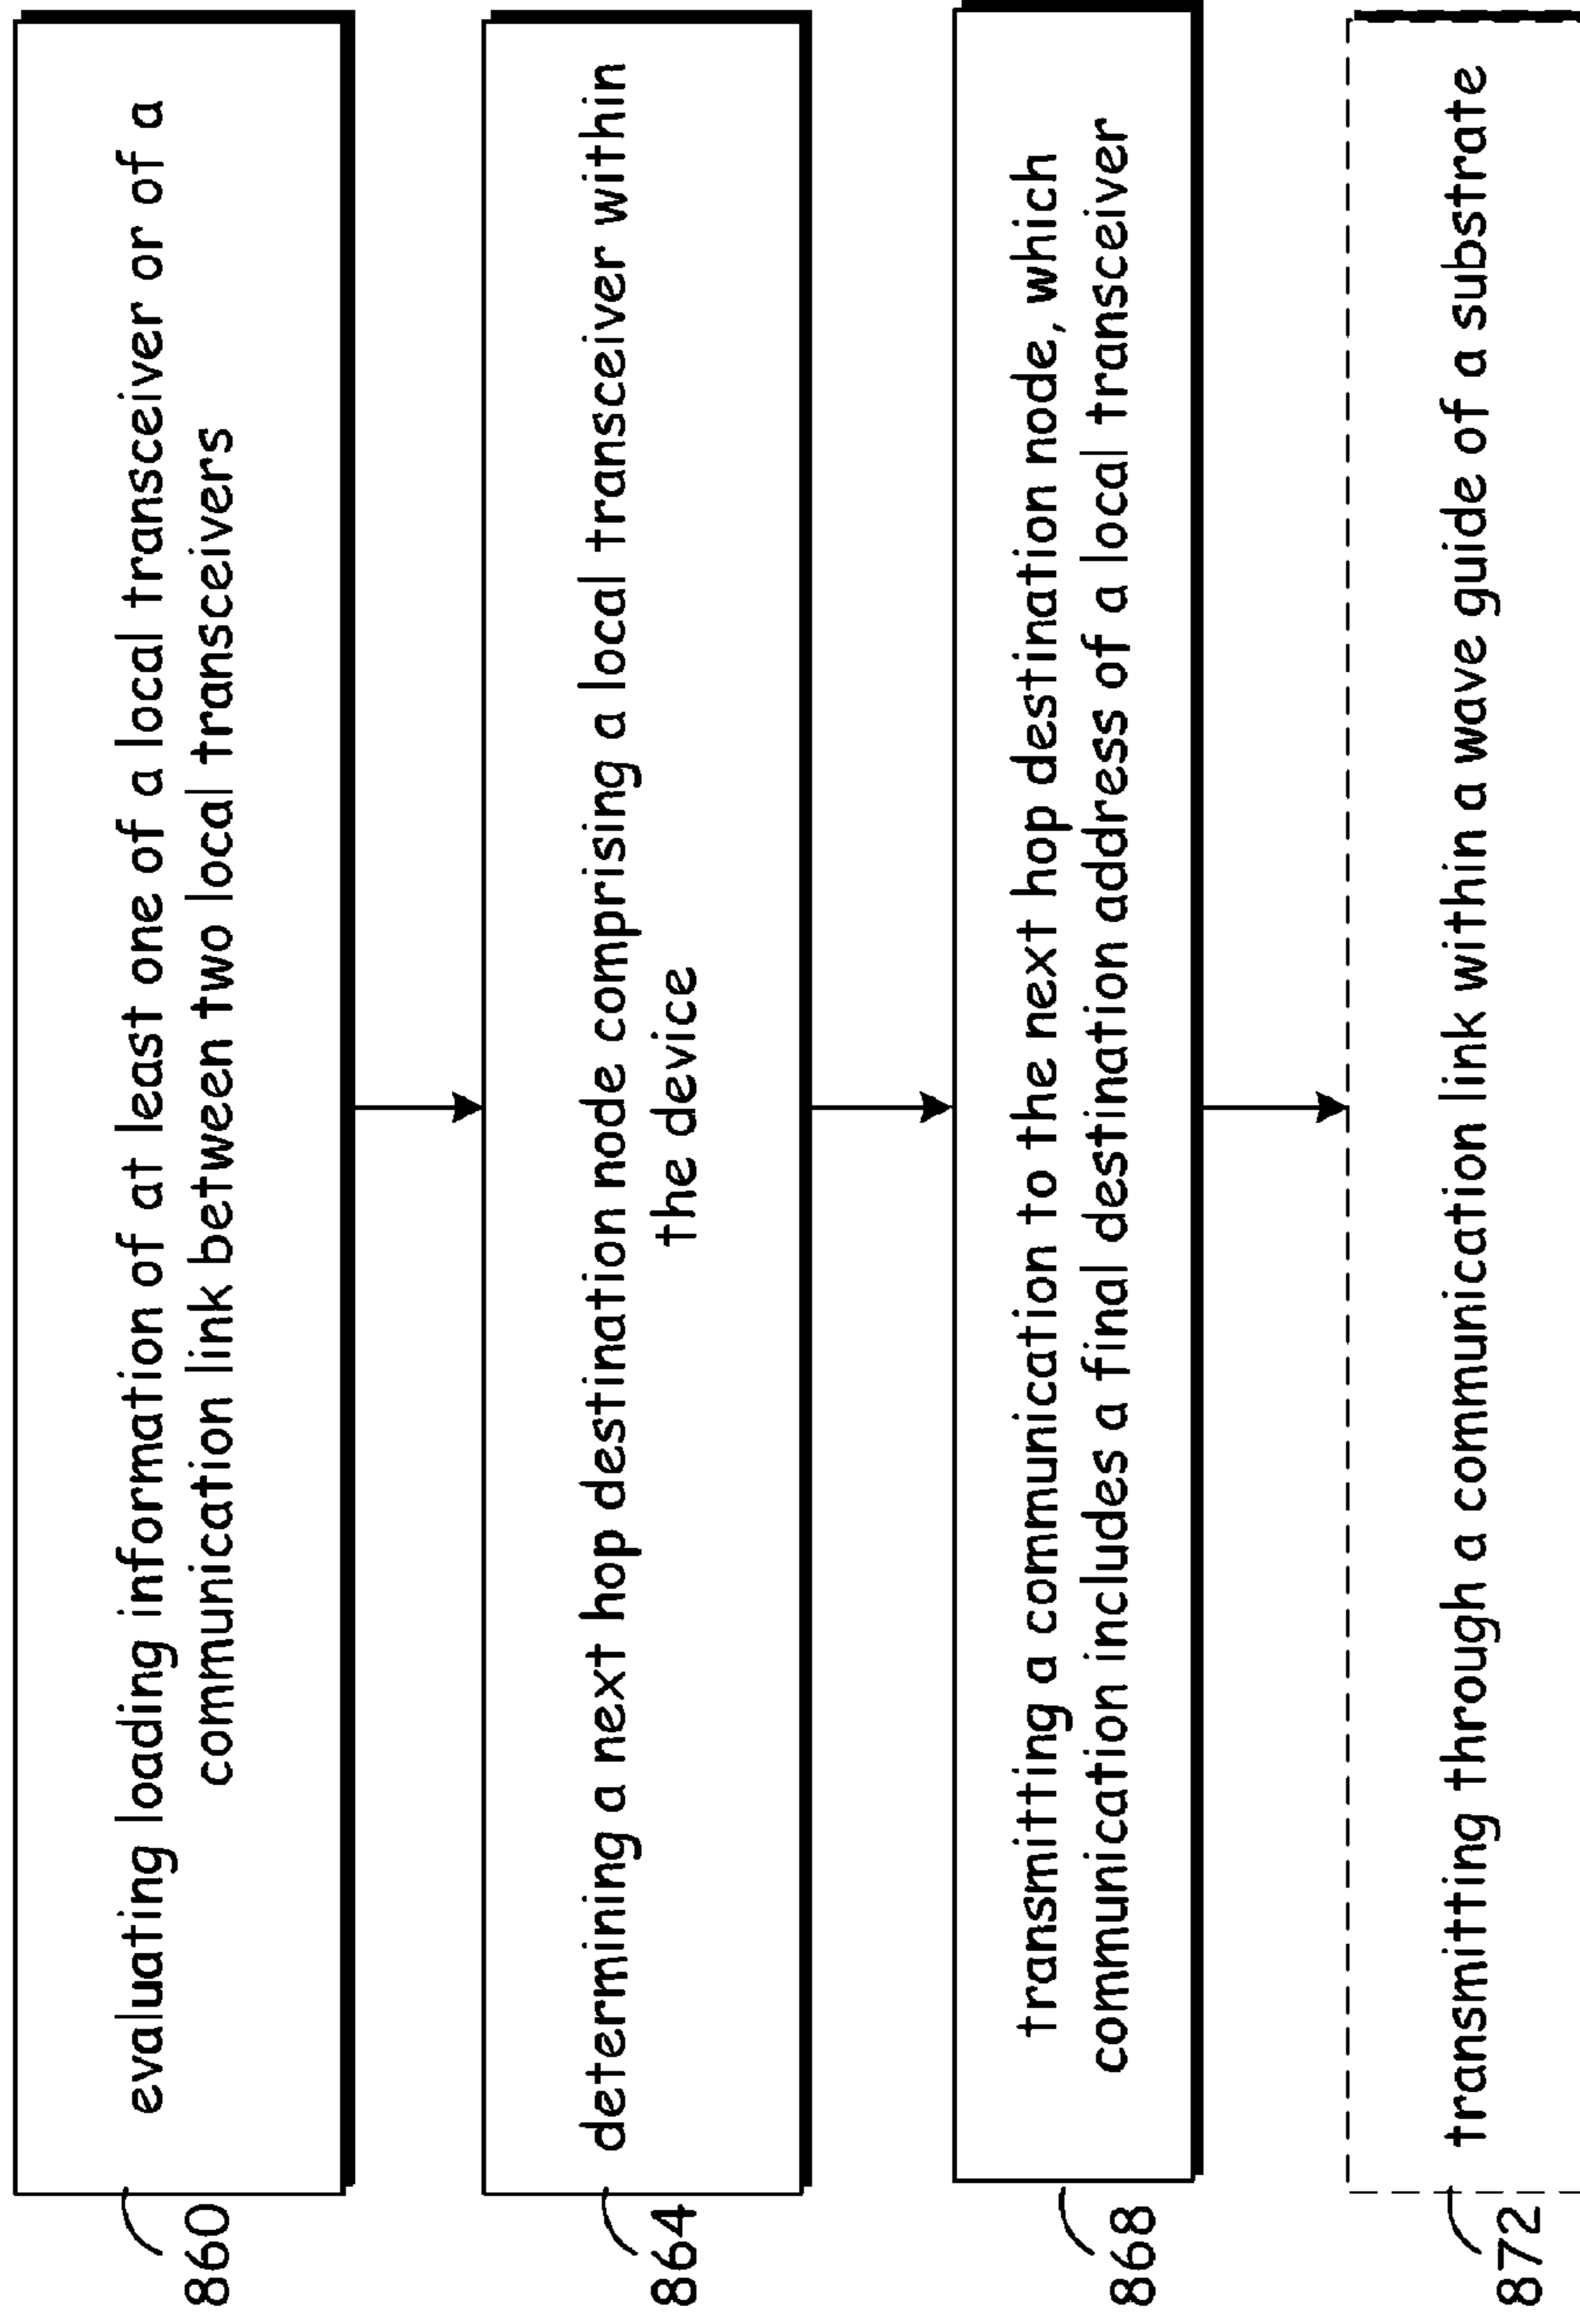 evaluating loading information of at least one of a local transceiver or of a
communication link between two local transceivers
860
determining a next hop destination node comprising a local transceiver within
the device
864
transmitting a communication to the next hop destination node, which
communication includes a final destination address of a local transceiver
868
transmitting through a communication link within a wave guide of a substrate
872